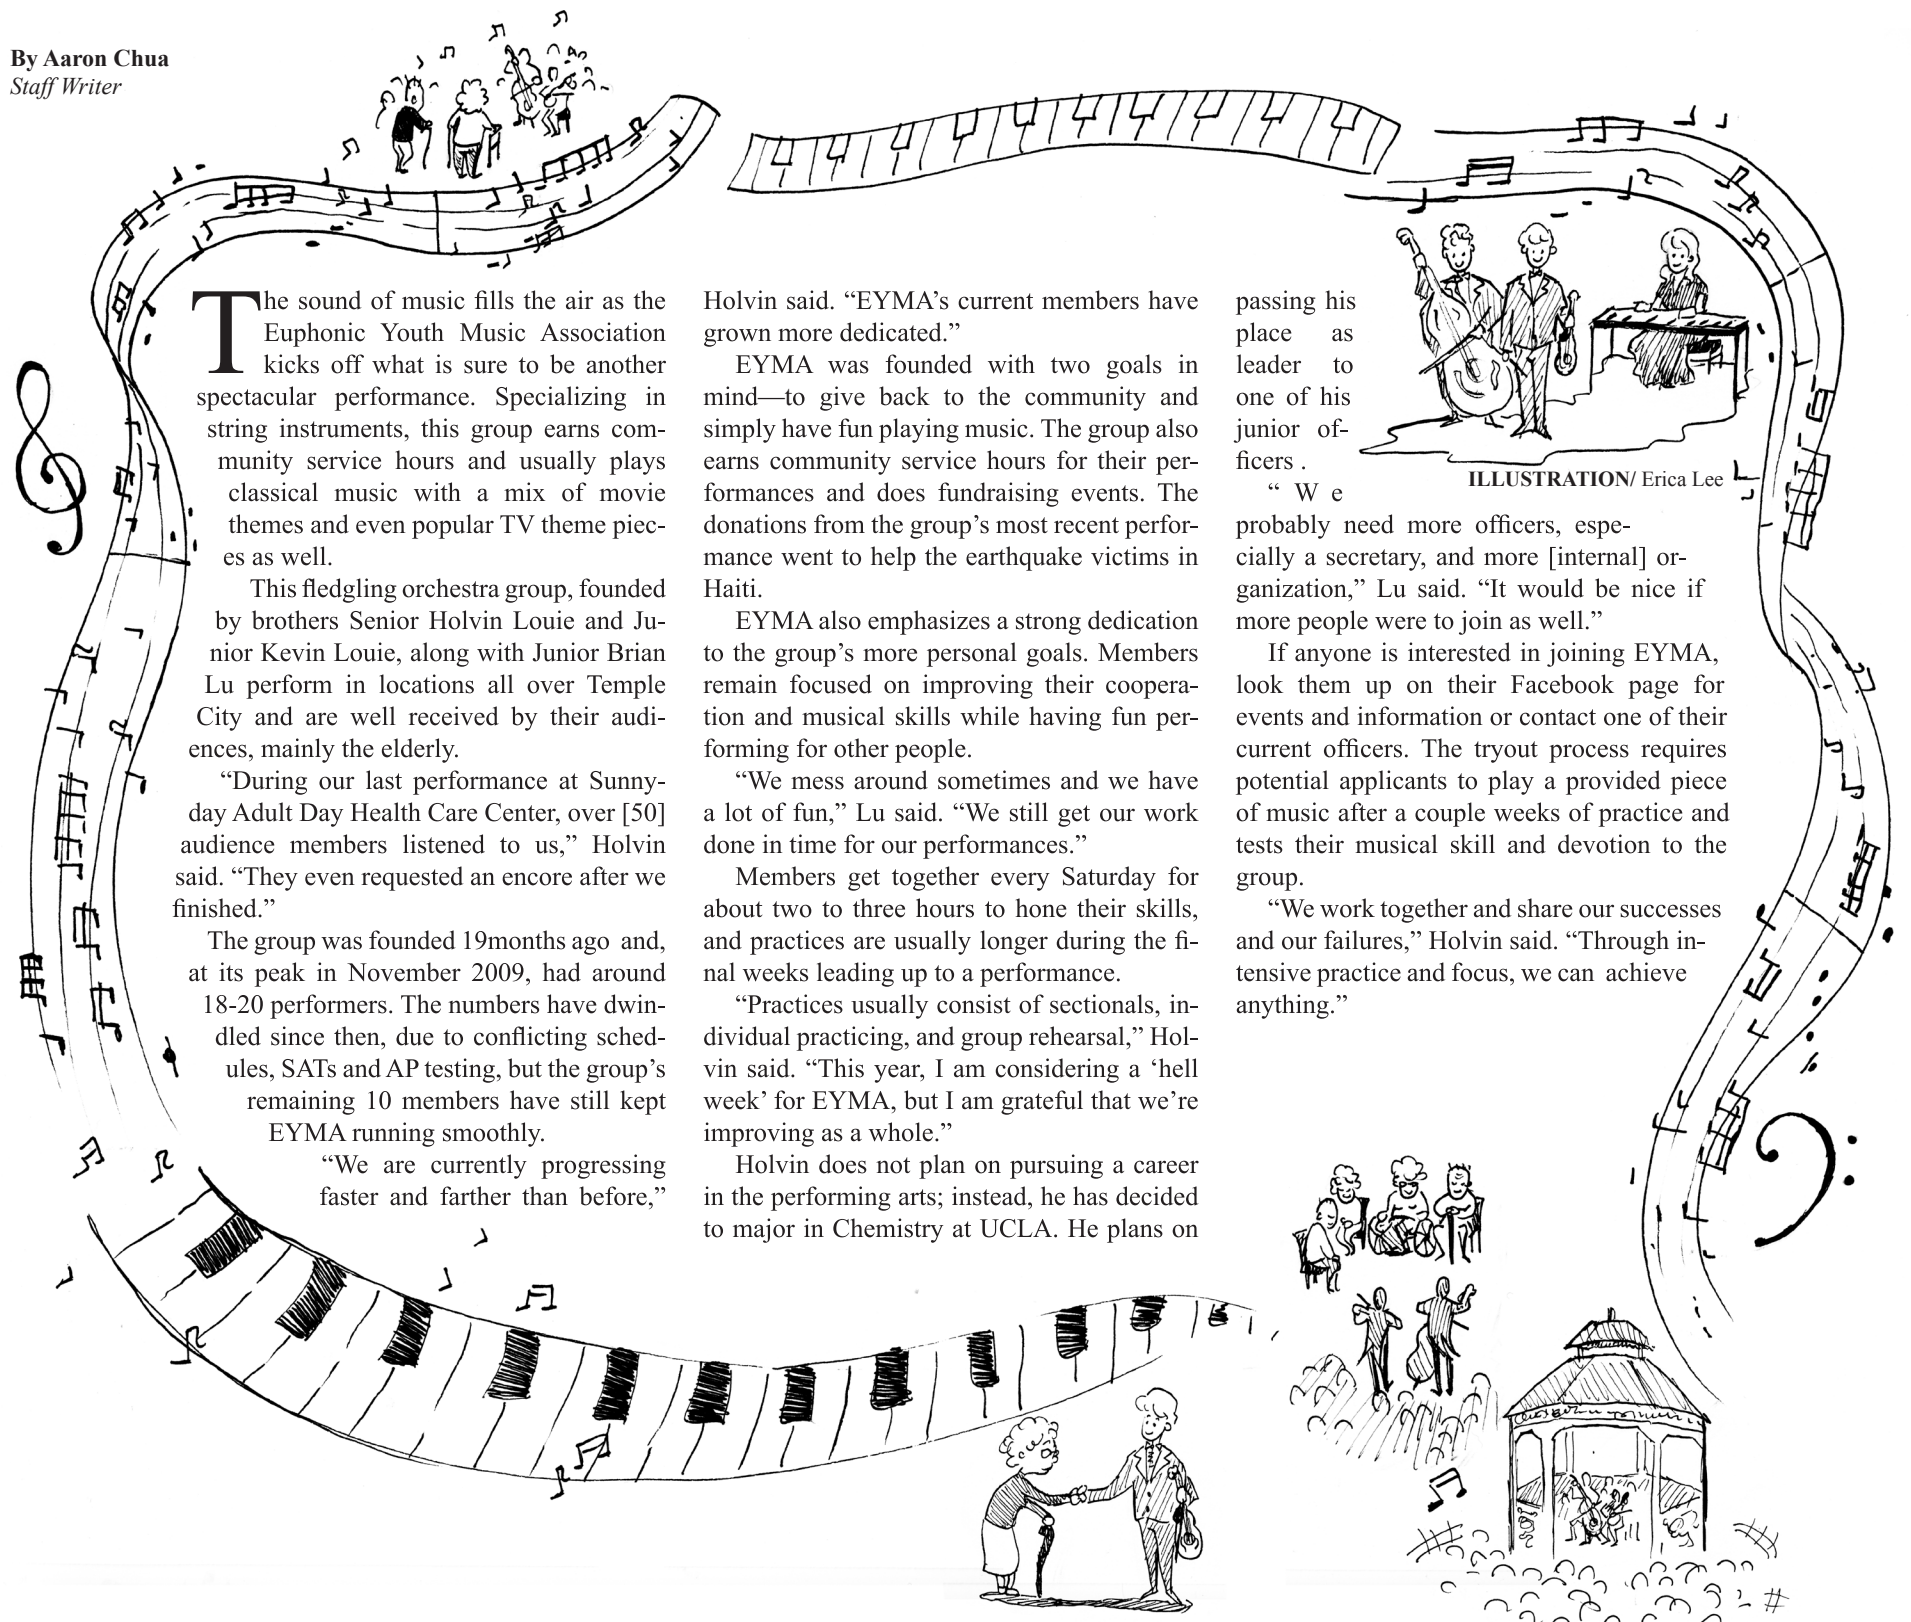 By Aaron Chua
Staff Writer
The sound of music fills the air as the
Euphonic Youth Music Association
kicks off what is sure to be another
spectacular performance. Specializing in
string instruments, this group earns com-
munity service hours and usually plays
classical music with a mix of movie
themes and even popular TV theme piec-
es as well.
This fledgling orchestra group, founded
by brothers Senior Holvin Louie and Ju-
nior Kevin Louie, along with Junior Brian
Lu perform in locations all over Temple
City and are well received by their audi-
ences, mainly the elderly.
“During our last performance at Sunny-
day Adult Day Health Care Center, over [50]
audience members listened to us,” Holvin
said. “They even requested an encore after we
finished.”
The group was founded 19months ago and,
at its peak in November 2009, had around
18-20 performers. The numbers have dwin-
dled since then, due to conflicting sched-
ules, SATs and AP testing, but the group’s
remaining 10 members have still kept
EYMA running smoothly.
“We are currently progressing
faster and farther than before,”
Holvin said. “EYMA’s current members have
grown more dedicated.”
EYMA was founded with two goals in
mind—to give back to the community and
simply have fun playing music. The group also
earns community service hours for their per-
formances and does fundraising events. The
donations from the group’s most recent perfor-
mance went to help the earthquake victims in
Haiti.
EYMA also emphasizes a strong dedication
to the group’s more personal goals. Members
remain focused on improving their coopera-
tion and musical skills while having fun per-
forming for other people.
“We mess around sometimes and we have
a lot of fun,” Lu said. “We still get our work
done in time for our performances.”
Members get together every Saturday for
about two to three hours to hone their skills,
and practices are usually longer during the fi-
nal weeks leading up to a performance.
“Practices usually consist of sectionals, in-
dividual practicing, and group rehearsal,” Hol-
vin said. “This year, I am considering a ‘hell
week’ for EYMA, but I am grateful that we’re
improving as a whole.”
Holvin does not plan on pursuing a career
in the performing arts; instead, he has decided
to major in Chemistry at UCLA. He plans on
passing his
place as
leader to
one of his
junior of-
ficers .
“ W e
probably need more officers, espe-
cially a secretary, and more [internal] or-
ganization,” Lu said. “It would be nice if
more people were to join as well.”
If anyone is interested in joining EYMA,
look them up on their Facebook page for
events and information or contact one of their
current officers. The tryout process requires
potential applicants to play a provided piece
of music after a couple weeks of practice and
tests their musical skill and devotion to the
group.
“We work together and share our successes
and our failures,” Holvin said. “Through in-
tensive practice and focus, we can achieve
anything.”
ILLUSTRATION/ Erica Lee